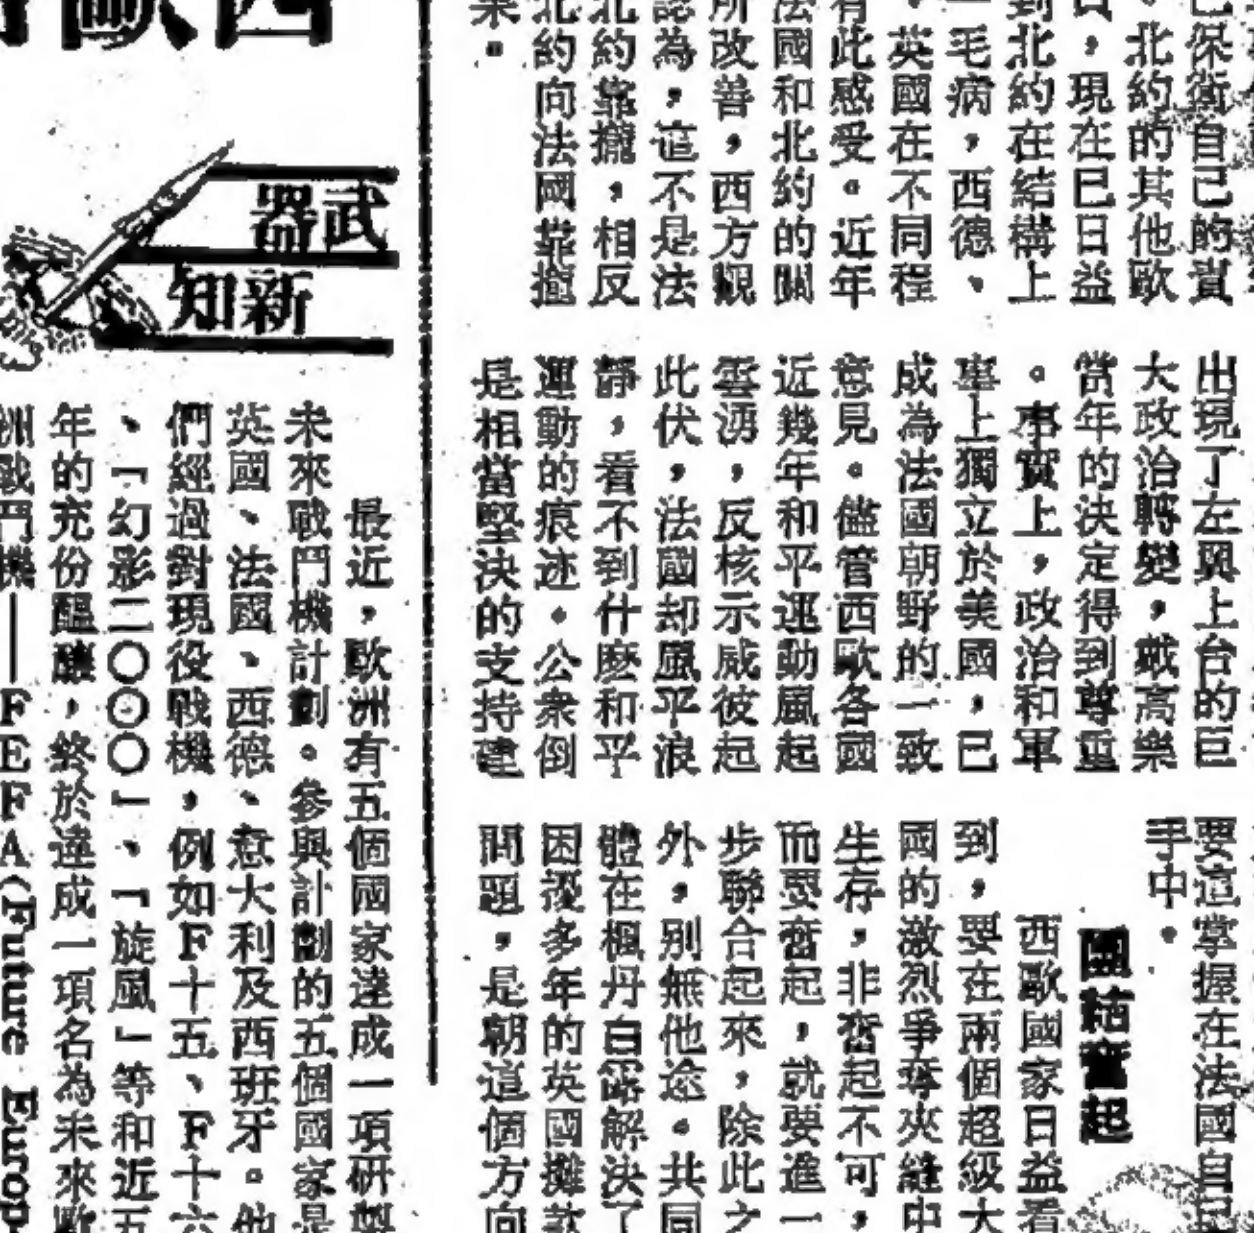 己保衛自己的責
。北約的其他歐
日,現在已日益
到北約在結構上
一毛病,西德、
,英國在不同程
有此感受。近年
法國和北約的關
所改善,西方觀
認為,這不是法
北約靠攏,相反
北約向法國靠攏
果。
出現了左翼上台的巨
大政治轉變,戴高樂
當年的決定得到尊重
。事實上,政治和軍
事上獨立於美國,已
成為法國朝野的一致
意見。儘管西歐各國
近幾年和平運動風起
雲湧,反核示威彼起
此伏,法國却風平浪
靜,看不到什麽和平
運動的痕迹。公衆倒
是相當堅決的支持建
要這掌握在法國自己
手中。
團結奮起
西歐國家日益看
到,要在兩個超級大
國的激烈爭奪夾縫中
生存,非奮起不可,
而要奮起,就要進一
步聯合起來,除此之
外,別無他途。共同
體在楓丹白露解決了
困擾多年的英國攤款
問題,是朝這個方向
西歐
武器
新知
最近,歐洲有五個國家達成一項研製
未來戰鬥機計劃。參與計劃的五個國家是
英國、法國、西德、意大利及西班牙。他
們經過對現役戰機,例如F十五、F十六
、「幻影二〇〇〇」、「旋風」等和近五
年的充份醞釀,終於達成一項名為未來歐
洲戰鬥機——FEFA(Future Europ